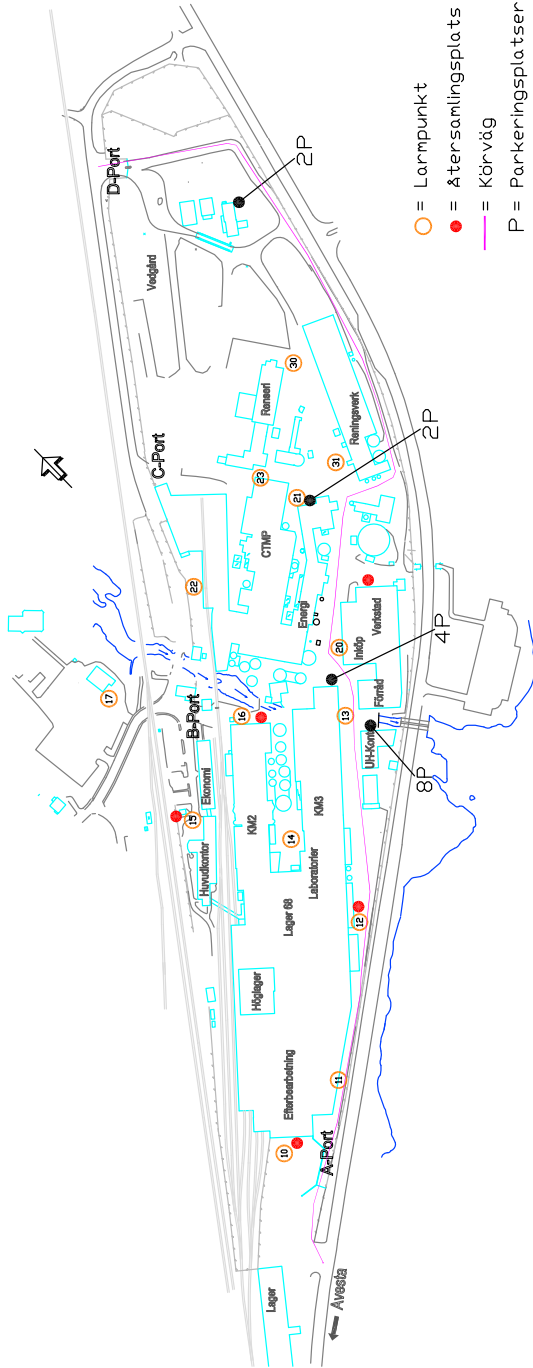 D-Port
2P
Vedgård
C-Port
30
Renseri
Reningsverk
23
31
21
2P
CTMP
22
Energi
20
Inköp
Verkstad
4P
17
B-Port
16
13
Förråd
UH-Kontor
8P
15
Ekonomi
Huvudkontor
KM2
14
KM3
Laboratorier
Lager 68
12
Höglager
Efterbearbetning
11
10
A-Port
Lager
Avesta
= Larmpunkt
= Återsamlingsplats
= Körväg
P = Parkeringsplatser